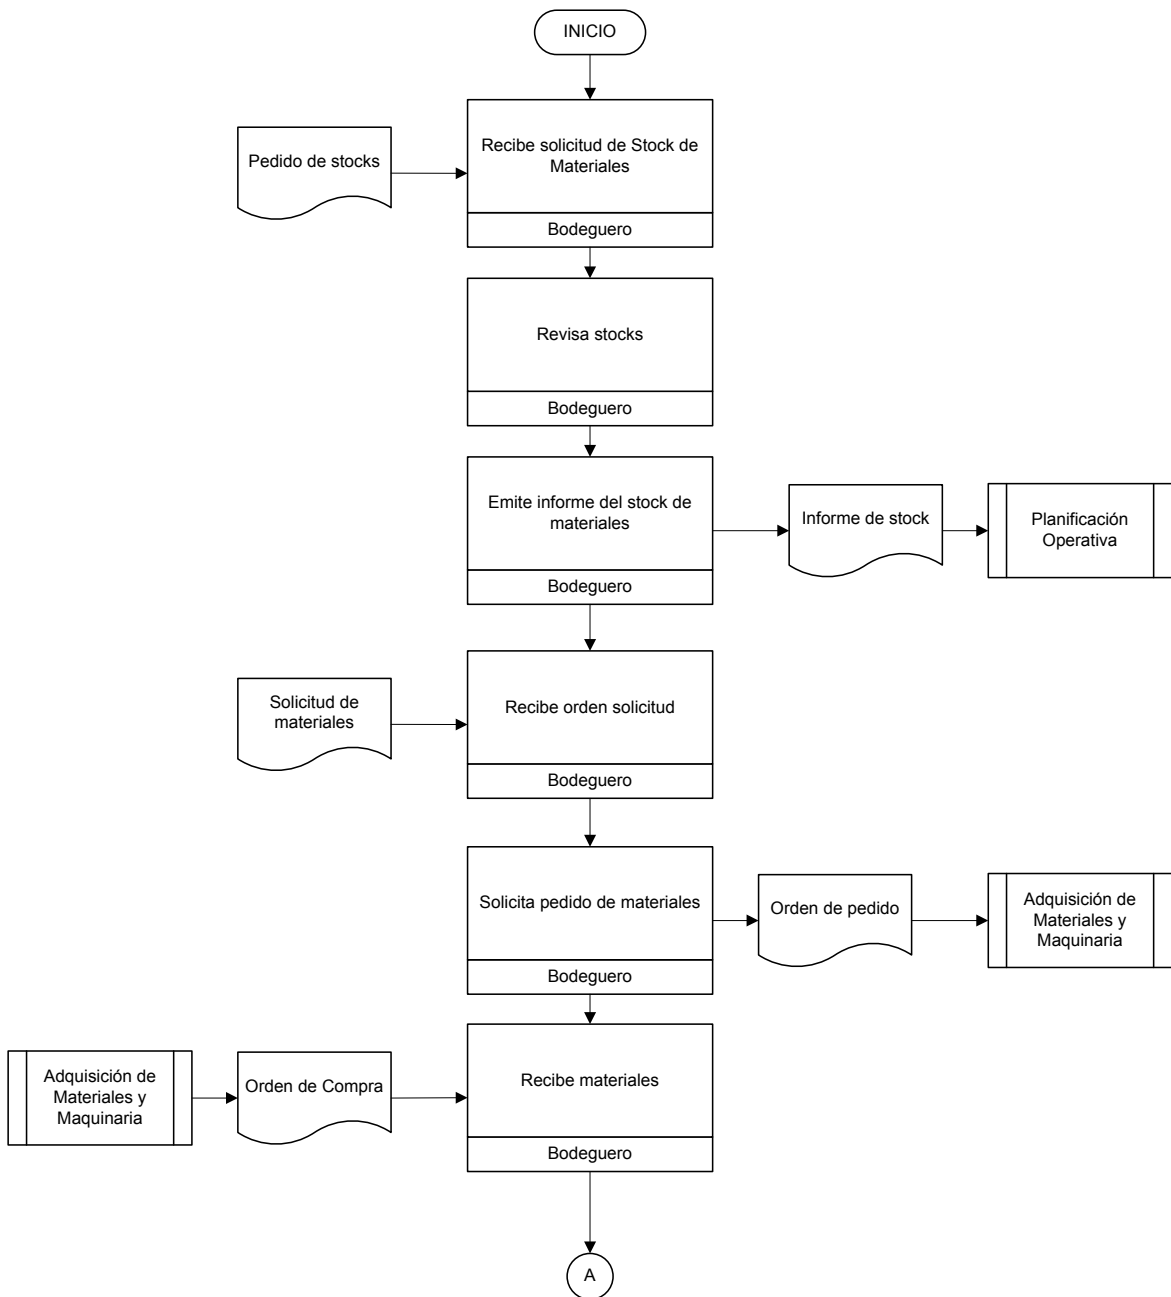 INICIO
Pedido de stocks
Recibe solicitud de Stock de
Materiales
Bodeguero
Revisa stocks
Bodeguero
Emite informe del stock de
materiales
Bodeguero
Informe de stock
Planificación
Operativa
Solicitud de
materiales
Recibe orden solicitud
Bodeguero
Solicita pedido de materiales
Bodeguero
Orden de pedido
Adquisición de
Materiales y
Maquinaria
Adquisición de
Materiales y
Maquinaria
Orden de Compra
Recibe materiales
Bodeguero
A